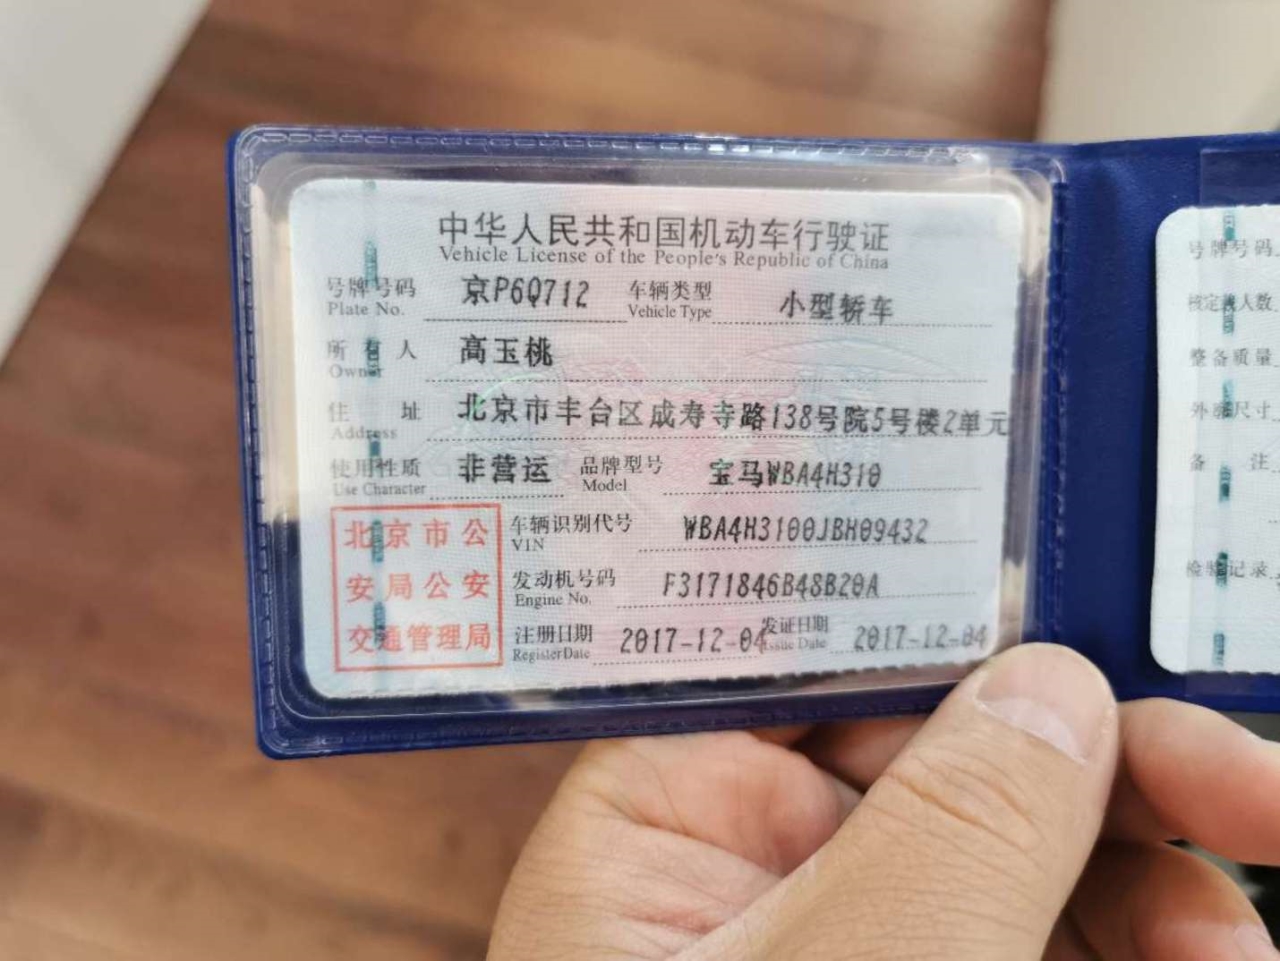 中华人民共和国机动车行驶证
Vehicle License of the People's Republic of China
号牌号码 京P6Q712 车辆类型 小型轿车
Plate No. Vehicle Type
所有人 高玉桃
Owner
住址 北京市丰台区成寿寺路138号院5号楼2单元
Address
使用性质 非营运 品牌型号 宝马WBA4H310
Use Character Model
车辆识别代号 WBA4H3100JBH09432
VIN
发动机号码 F3171846B48B20A
Engine No.
注册日期 2017-12-04 发证日期 2017-12-04
Register Date Issue Date
北京市公
安局公安
交通管理局
号牌号码
核定载人数
整备质量
外廓尺寸
备注
检验记录